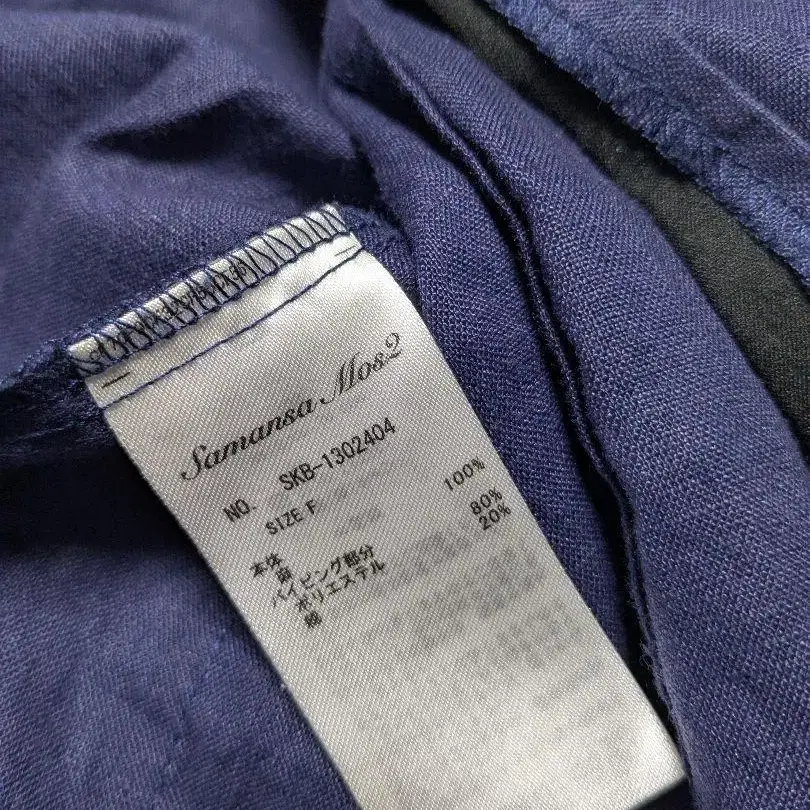 Samansa Mos2
NO. SKB-1302404
SIZE F
本体
麻 100%
パイピング部分
ポリエステル 80%
綿 20%